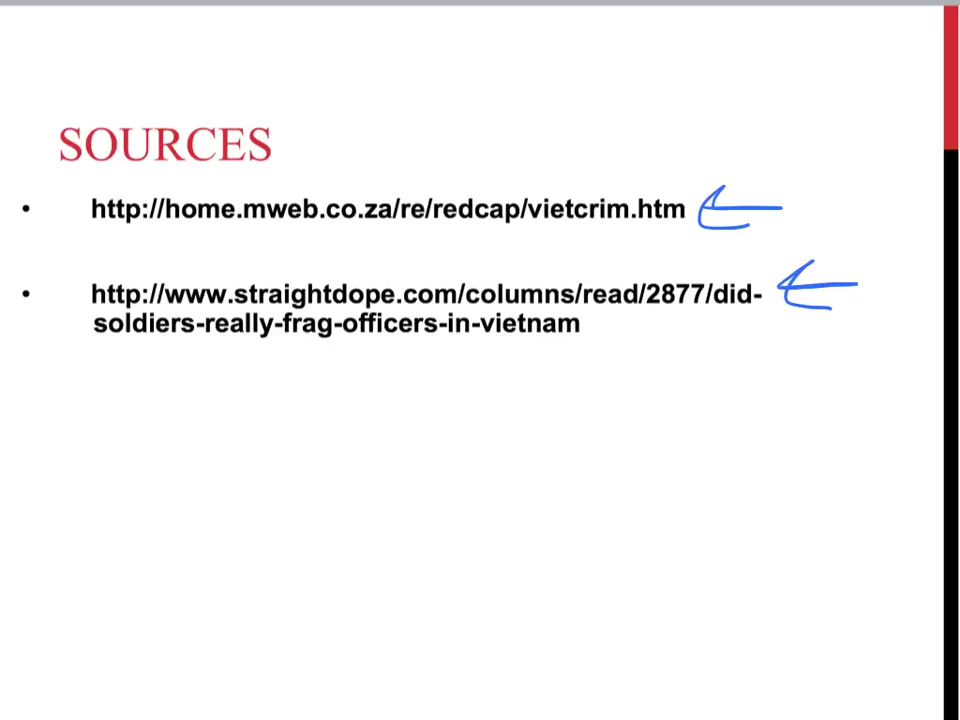 SOURCES
• http://home.mweb.co.za/re/redcap/vietcrim.htm
• http://www.straightdope.com/columns/read/2877/did-
soldiers-really-frag-officers-in-vietnam